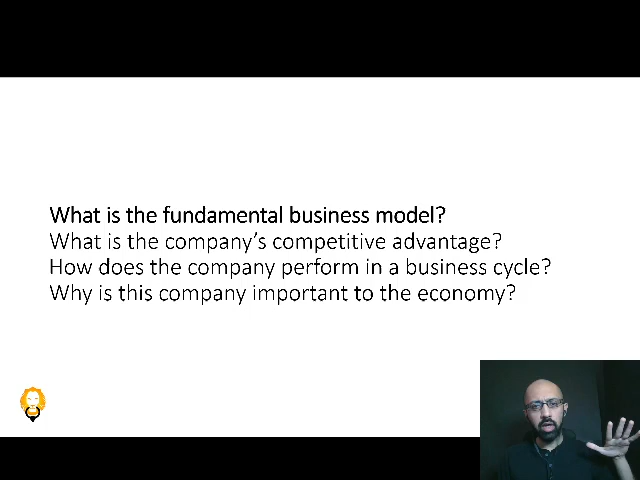 What is the fundamental business model?
What is the company's competitive advantage?
How does the company perform in a business cycle?
Why is this company important to the economy?